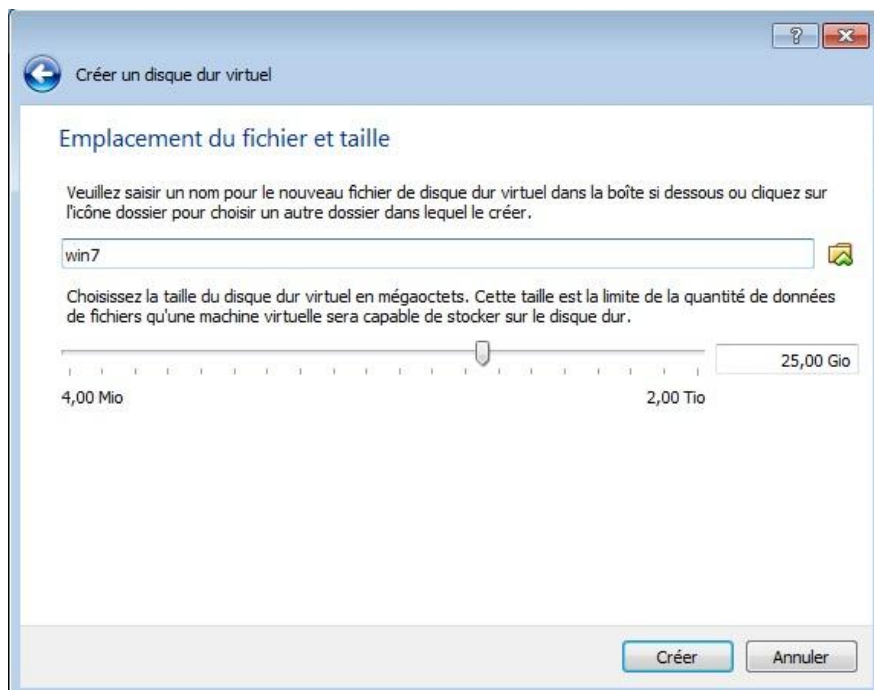 ?
Créer un disque dur virtuel
Emplacement du fichier et taille
Veuillez saisir un nom pour le nouveau fichier de disque dur virtuel dans la boîte si dessous ou cliquez sur
l'icône dossier pour choisir un autre dossier dans lequel le créer.
win7
Choisissez la taille du disque dur virtuel en mégaoctets. Cette taille est la limite de la quantité de données
de fichiers qu'une machine virtuelle sera capable de stocker sur le disque dur.
25,00 Gio
4,00 Mio 2,00 Tio
Créer Annuler